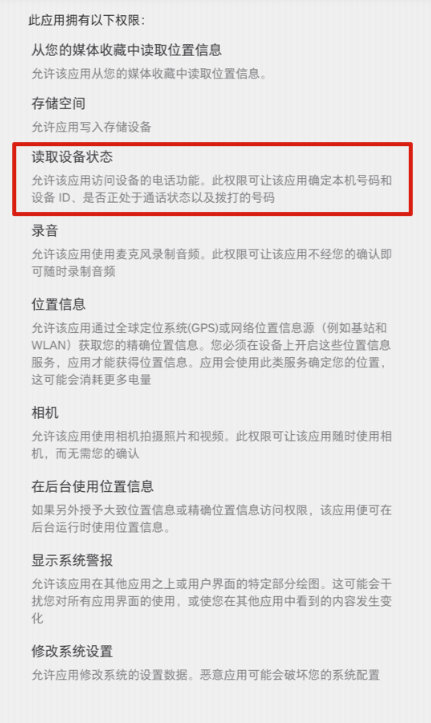 此应用拥有以下权限：
从您的媒体收藏中读取位置信息
允许该应用从您的媒体收藏中读取位置信息。
存储空间
允许应用写入存储设备
读取设备状态
允许该应用访问设备的电话功能。此权限可让该应用确定本机号码和
设备 ID、是否正处于通话状态以及拨打的号码
录音
允许该应用使用麦克风录制音频。此权限可让该应用不经您的确认即
可随时录制音频
位置信息
允许该应用通过全球定位系统(GPS)或网络位置信息源（例如基站和
WLAN）获取您的精确位置信息。您必须在设备上开启这些位置信息
服务，应用才能获得位置信息。应用会使用此类服务确定您的位置，
这可能会消耗更多电量
相机
允许该应用使用相机拍摄照片和视频。此权限可让该应用随时使用相
机，而无需您的确认
在后台使用位置信息
如果另外授予大致位置信息或精确位置信息访问权限，该应用便可在
后台运行时使用位置信息。
显示系统警报
允许该应用在其他应用之上或用户界面的特定部分绘图。这可能会干
扰您对所有应用界面的使用，或使您在其他应用中看到的内容发生变
化
修改系统设置
允许应用修改系统的设置数据。恶意应用可能会破坏您的系统配置